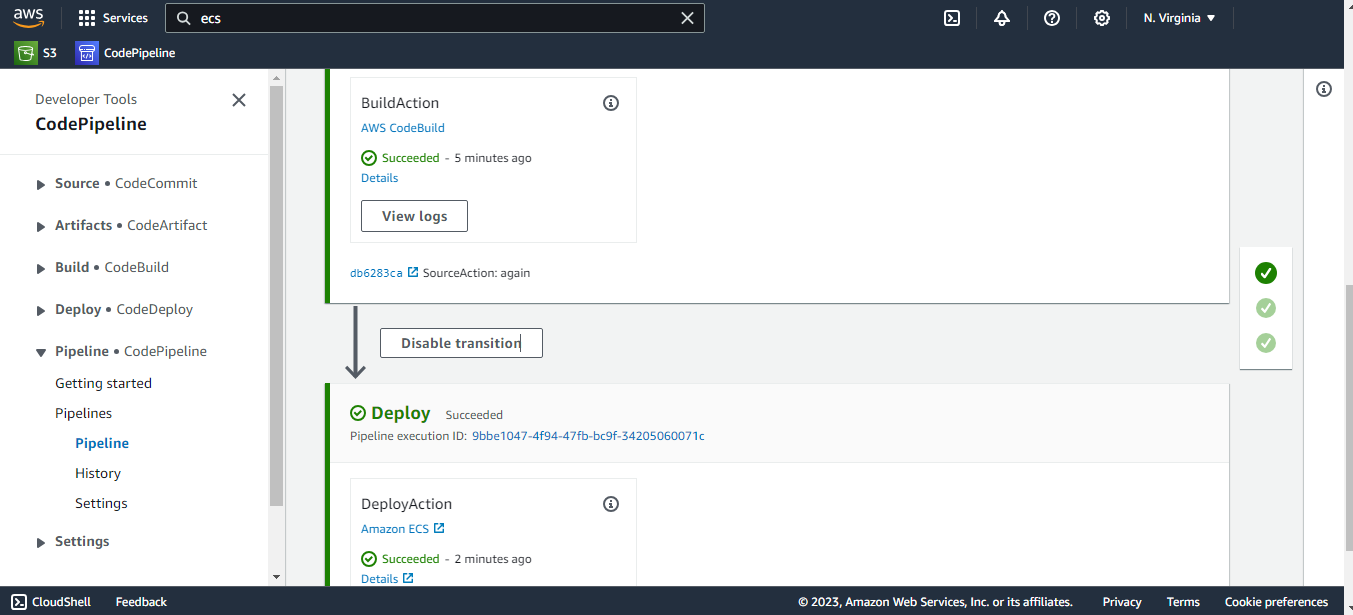 aws Services ecs N. Virginia ▼
S3 CodePipeline
Developer Tools
CodePipeline
Source • CodeCommit
Artifacts • CodeArtifact
Build • CodeBuild
Deploy • CodeDeploy
Pipeline • CodePipeline
Getting started
Pipelines
Pipeline
History
Settings
Settings
BuildAction
AWS CodeBuild
Succeeded - 5 minutes ago
Details
View logs
db6283ca SourceAction: again
Disable transition
Deploy Succeeded
Pipeline execution ID: 9bbe1047-4f94-47fb-bc9f-34205060071c
DeployAction
Amazon ECS
Succeeded - 2 minutes ago
Details
CloudShell Feedback © 2023, Amazon Web Services, Inc. or its affiliates. Privacy Terms Cookie preferences